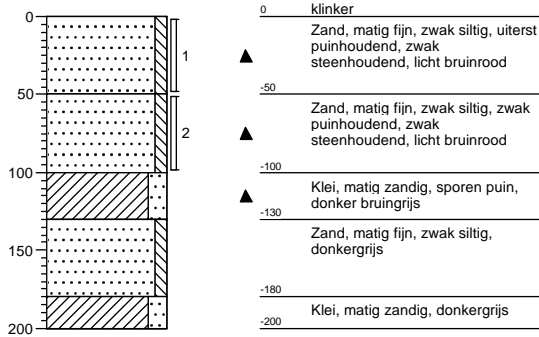 0
50
100
150
200
1
2
0
klinker
Zand, matig fijn, zwak siltig, uiterst
puinhoudend, zwak
steenhoudend, licht bruinrood
-50
Zand, matig fijn, zwak siltig, zwak
puinhoudend, zwak
steenhoudend, licht bruinrood
-100
Klei, matig zandig, sporen puin,
donker bruingrijs
-130
Zand, matig fijn, zwak siltig,
donkergrijs
-180
Klei, matig zandig, donkergrijs
-200